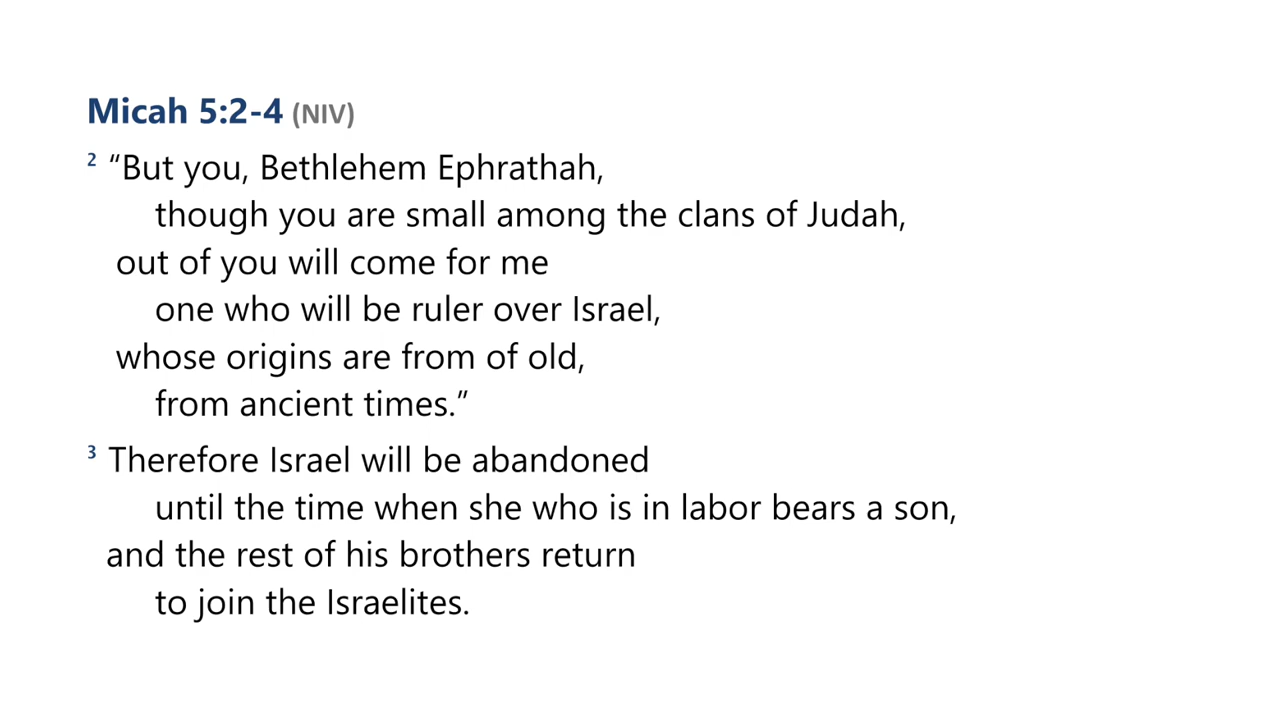 Micah 5:2-4 (NIV)
2 “But you, Bethlehem Ephrathah,
though you are small among the clans of Judah,
out of you will come for me
one who will be ruler over Israel,
whose origins are from of old,
from ancient times.”
3 Therefore Israel will be abandoned
until the time when she who is in labor bears a son,
and the rest of his brothers return
to join the Israelites.